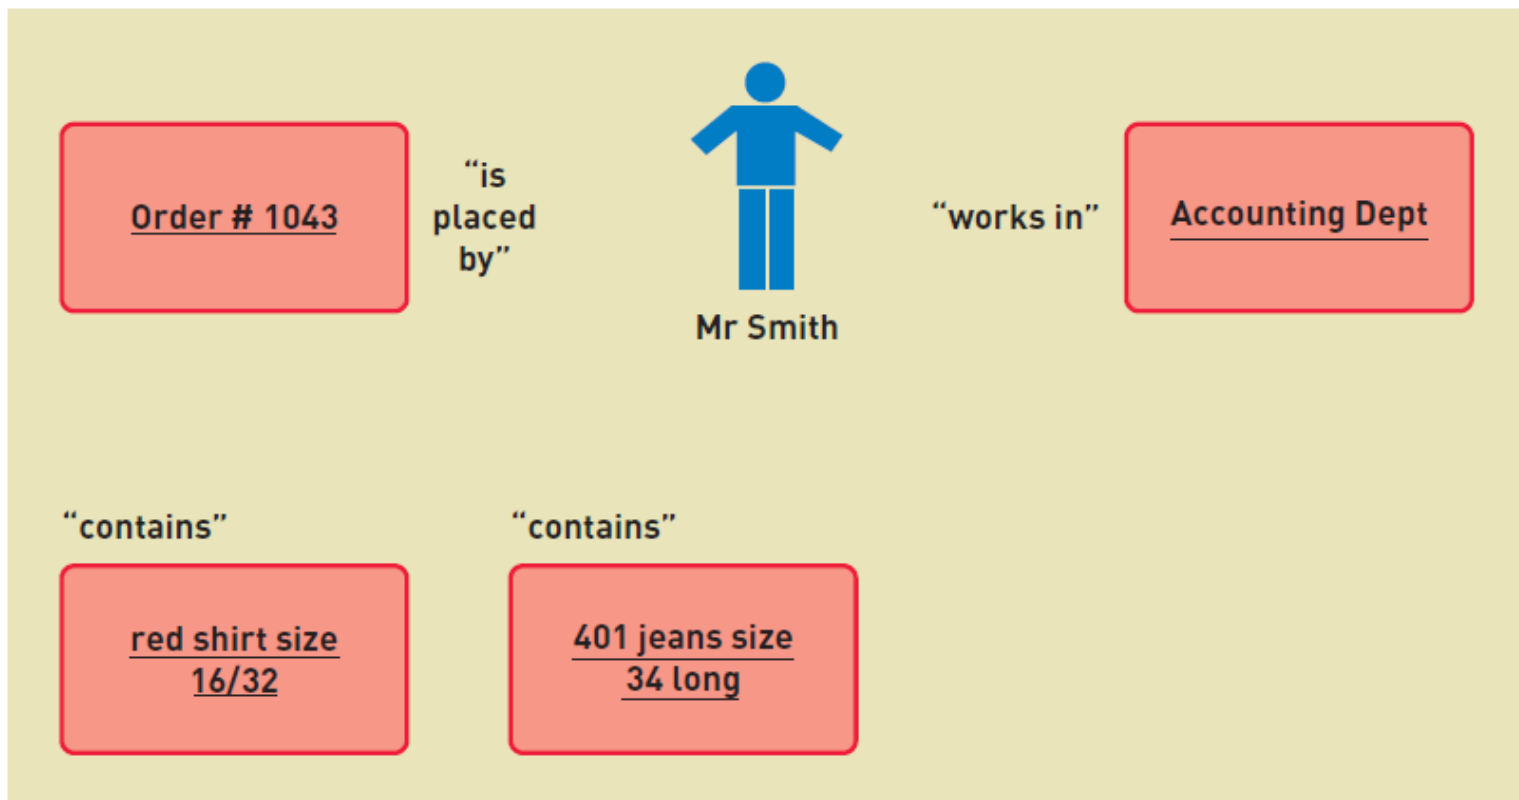 Order # 1043
“is
placed
by”
Mr Smith
“works in”
Accounting Dept
“contains”
red shirt size
16/32
“contains”
401 jeans size
34 long